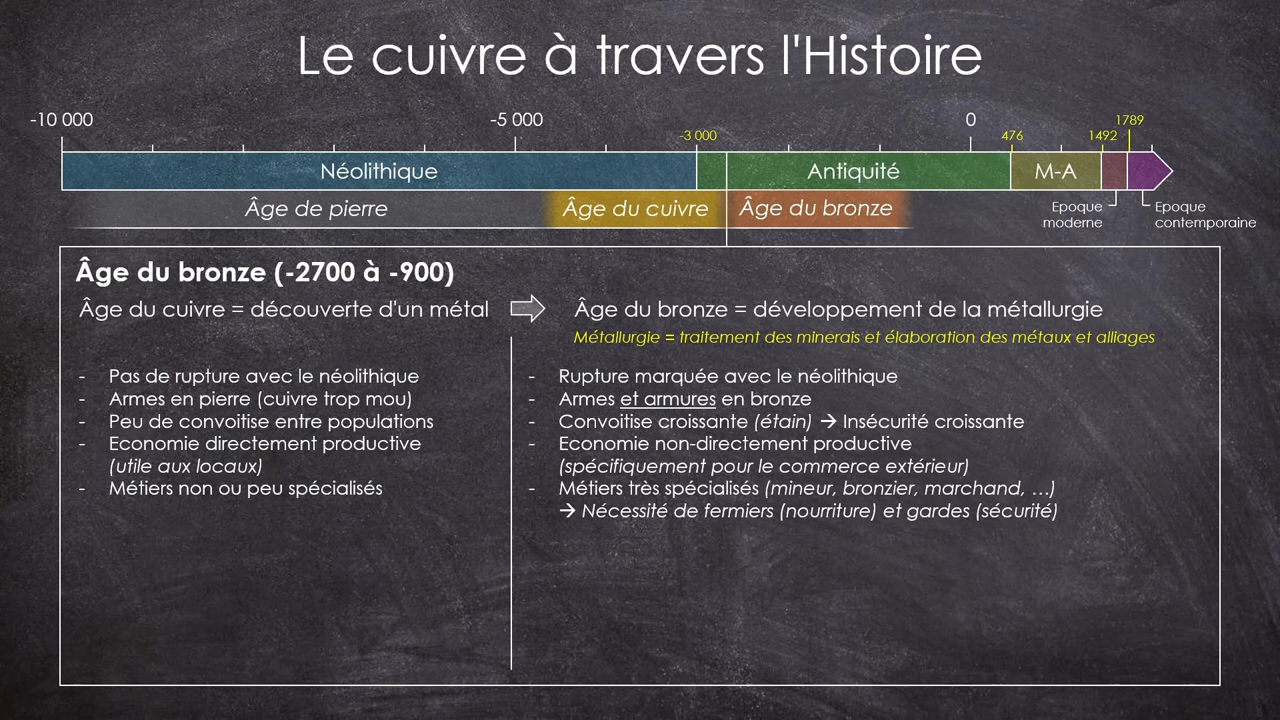 Le cuivre à travers l'Histoire
-10 000
-5 000
0
1789
-3 000
476
1492
Néolithique
Antiquité
M-A
Âge de pierre
Âge du cuivre
Âge du bronze
Epoque
moderne
Epoque
contemporaine
Âge du bronze (-2700 à -900)
Âge du cuivre = découverte d'un métal
Âge du bronze = développement de la métallurgie
Métallurgie = traitement des minerais et élaboration des métaux et alliages
- Pas de rupture avec le néolithique
- Armes en pierre (cuivre trop mou)
- Peu de convoitise entre populations
- Economie directement productive
(utile aux locaux)
- Métiers non ou peu spécialisés
- Rupture marquée avec le néolithique
- Armes et armures en bronze
- Convoitise croissante (étain) → Insécurité croissante
- Economie non-directement productive
(spécifiquement pour le commerce extérieur)
- Métiers très spécialisés (mineur, bronzier, marchand, …)
→ Nécessité de fermiers (nourriture) et gardes (sécurité)